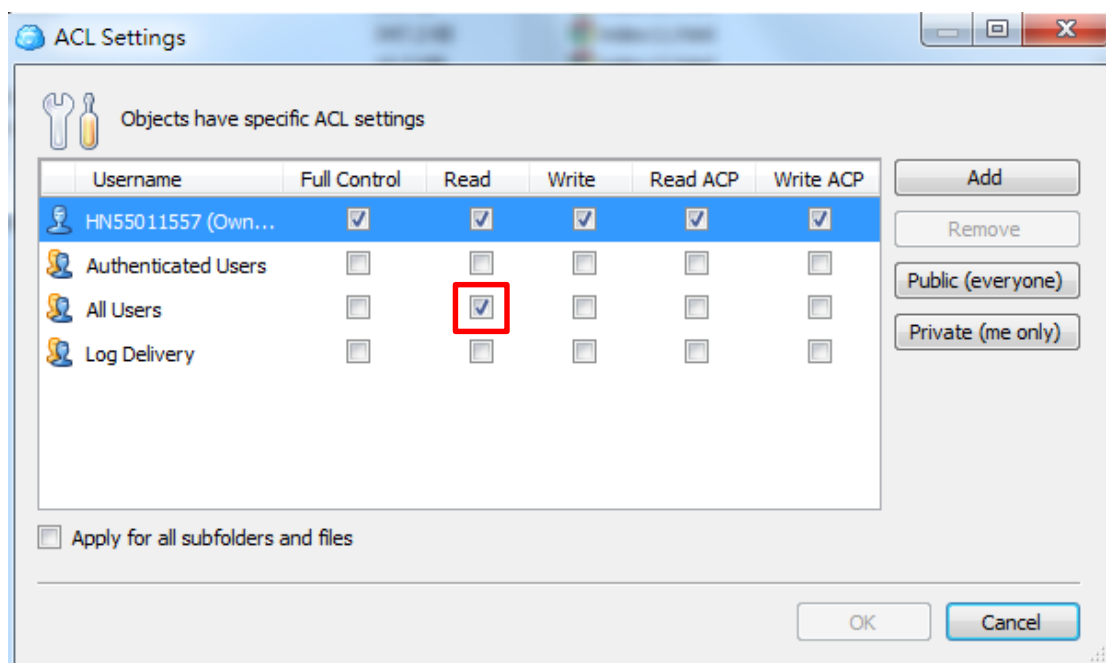 ACL Settings
Objects have specific ACL settings
Username Full Control Read Write Read ACP Write ACP
HN55011557 (Own...
Authenticated Users
All Users
Log Delivery
Add
Remove
Public (everyone)
Private (me only)
Apply for all subfolders and files
OK Cancel